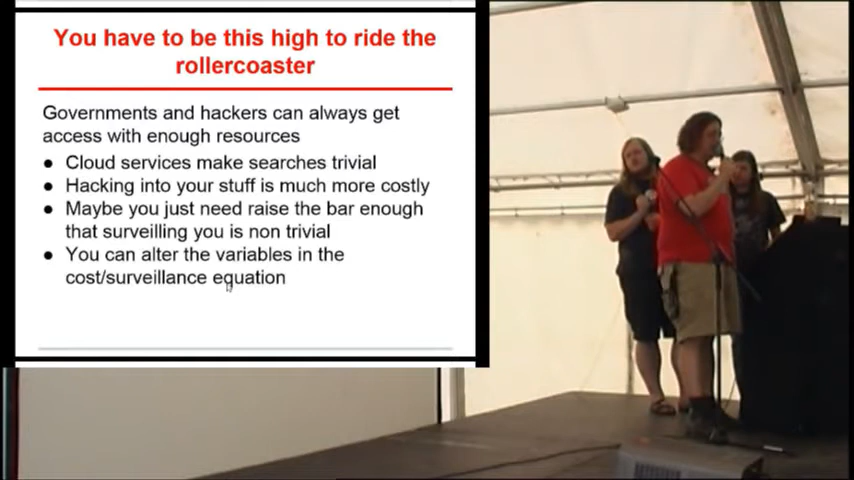 You have to be this high to ride the
rollercoaster
Governments and hackers can always get
access with enough resources
● Cloud services make searches trivial
● Hacking into your stuff is much more costly
● Maybe you just need raise the bar enough
that surveilling you is non trivial
● You can alter the variables in the
cost/surveillance equation